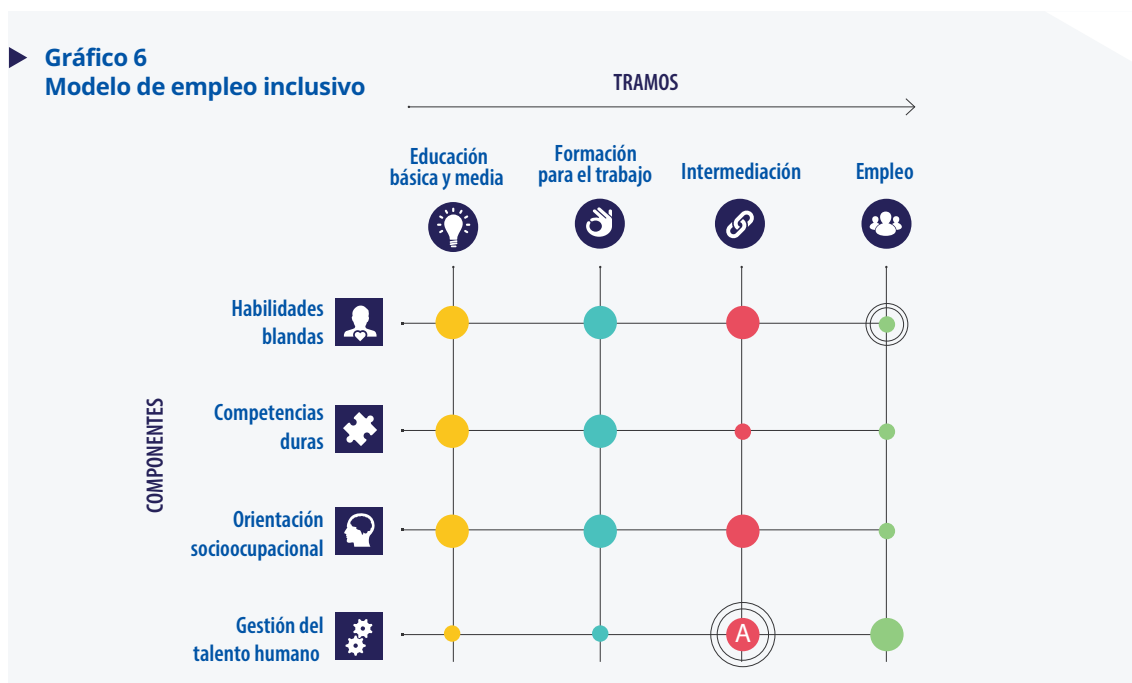 Gráfico 6
Modelo de empleo inclusivo
TRAMOS
Educación
básica y media
Formación
para el trabajo
Intermediación
Empleo
COMPONENTES
Habilidades
blandas
Competencias
duras
Orientación
socioocupacional
Gestión del
talento humano
A